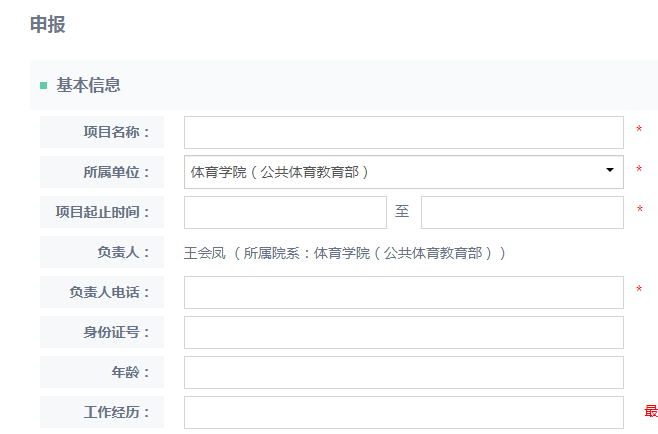 申报
基本信息
项目名称： *
所属单位： 体育学院（公共体育教育部） *
项目起止时间： 至 *
负责人： 王会凤 （ 所属院系：体育学院（公共体育教育部） ）
负责人电话： *
身份证号：
年龄：
工作经历： 最